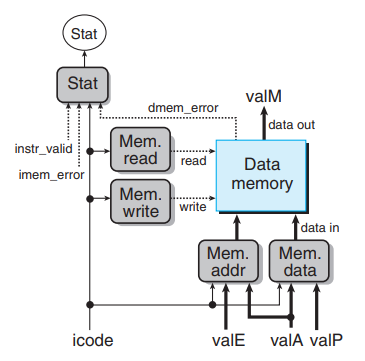 Stat
Stat
dmem_error
valM
data out
instr_valid
imem_error
Mem.
read
read
Data
memory
Mem.
write
write
data in
Mem.
addr
Mem.
data
icode
valE
valA
valP